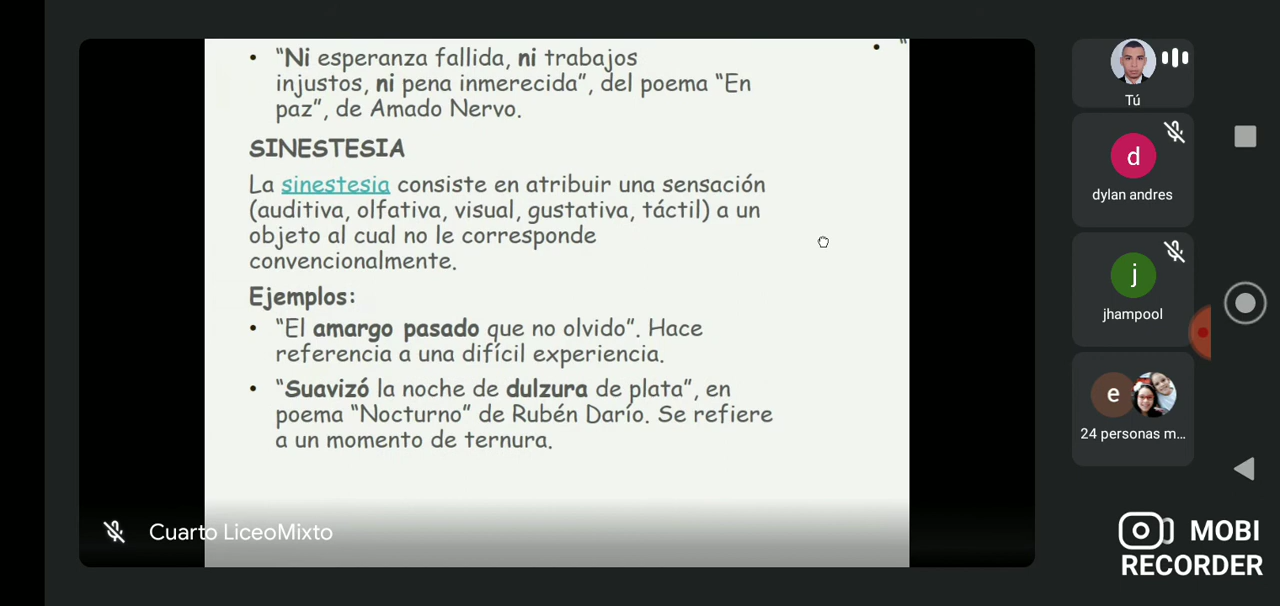 • “Ni esperanza fallida, ni trabajos
injustos, ni pena inmerecida”, del poema “En
paz”, de Amado Nervo.
SINESTESIA
La sinestesia consiste en atribuir una sensación
(auditiva, olfativa, visual, gustativa, táctil) a un
objeto al cual no le corresponde
convencionalmente.
Ejemplos:
• “El amargo pasado que no olvido”. Hace
referencia a una difícil experiencia.
• “Suavizó la noche de dulzura de plata”, en
poema “Nocturno” de Rubén Darío. Se refiere
a un momento de ternura.
• “
Cuarto LiceoMixto
Tú
d
dylan andres
j
jhampool
e
24 personas m...
MOBI
RECORDER